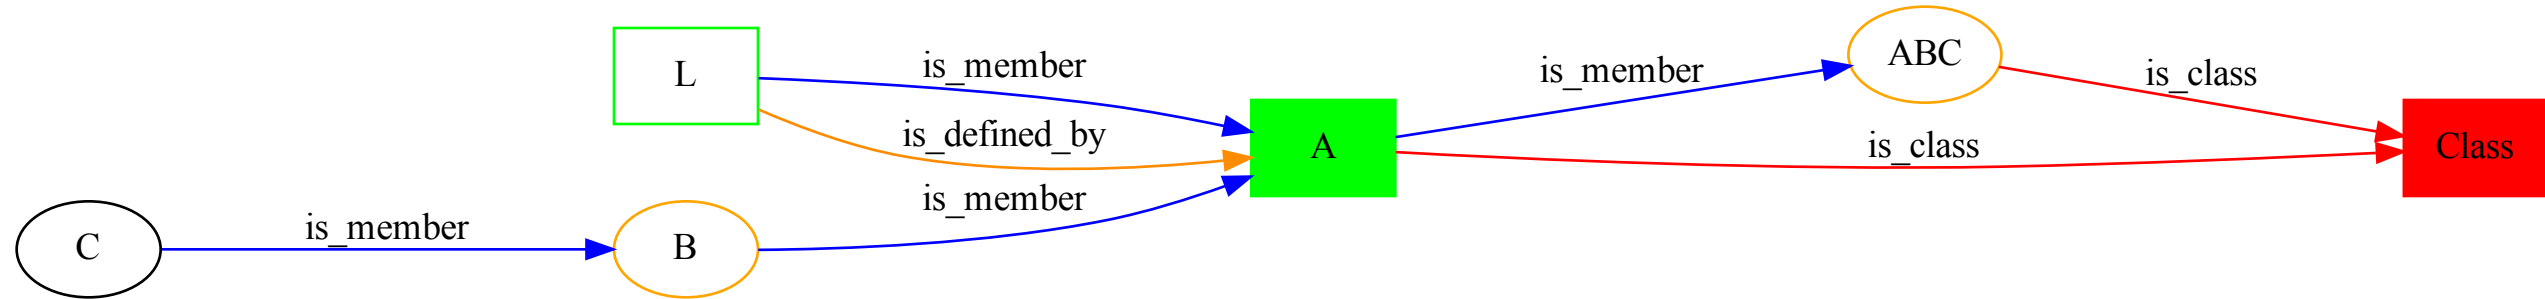 L
is_member
is_defined_by
is_member
C
is_member
B
A
is_member
ABC
is_class
is_class
Class